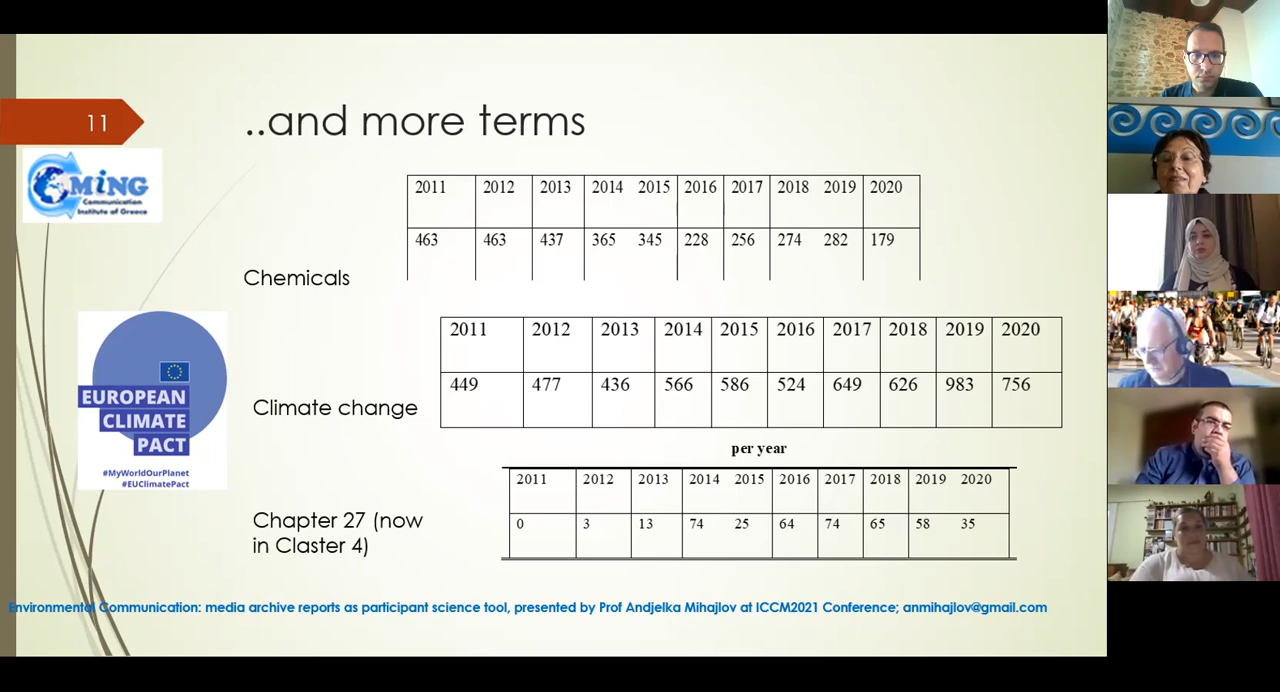 11
..and more terms
CMiNG
Communication
Institute of Greece
2011 2012 2013 2014 2015 2016 2017 2018 2019 2020
463 463 437 365 345 228 256 274 282 179
Chemicals
2011 2012 2013 2014 2015 2016 2017 2018 2019 2020
449 477 436 566 586 524 649 626 983 756
Climate change
EUROPEAN
CLIMATE
PACT
#MyWorldOurPlanet
#EUClimatePact
per year
2011 2012 2013 2014 2015 2016 2017 2018 2019 2020
0 3 13 74 25 64 74 65 58 35
Chapter 27 (now
in Claster 4)
Environmental Communication: media archive reports as participant science tool, presented by Prof Andjelka Mihajlov at ICCM2021 Conference; anmihajlov@gmail.com